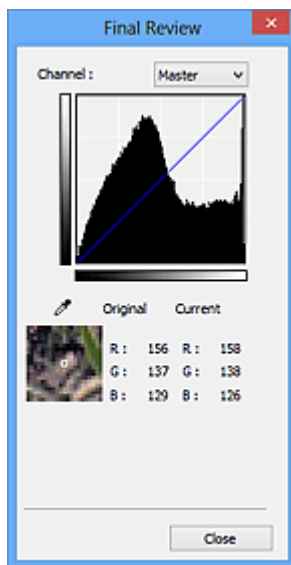 Final Review
Channel : Master
Original Current
R : 156 R : 158
G : 137 G : 138
B : 129 B : 126
Close